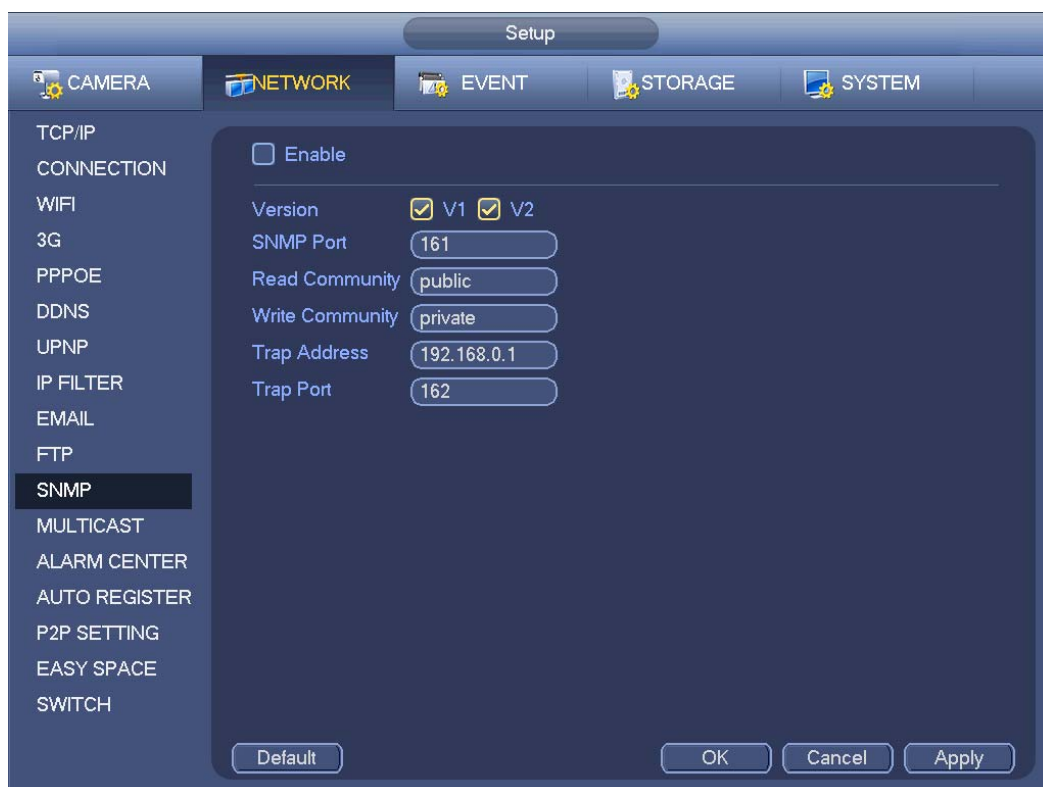 Setup
CAMERA NETWORK EVENT STORAGE SYSTEM
TCP/IP
CONNECTION
WIFI
3G
PPPOE
DDNS
UPNP
IP FILTER
EMAIL
FTP
SNMP
MULTICAST
ALARM CENTER
AUTO REGISTER
P2P SETTING
EASY SPACE
SWITCH
Enable
Version V1 V2
SNMP Port 161
Read Community public
Write Community private
Trap Address 192.168.0.1
Trap Port 162
Default OK Cancel Apply